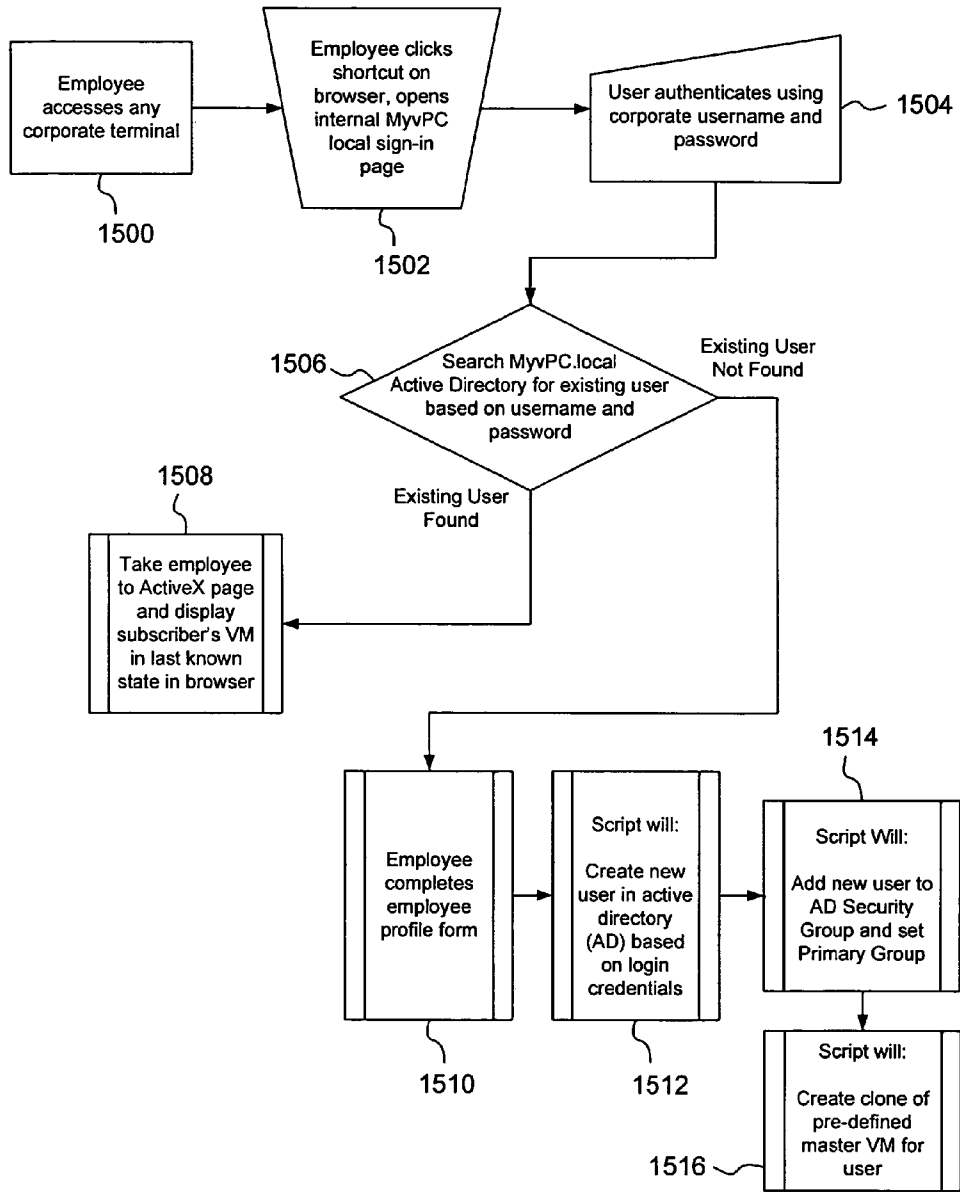 Employee
accesses any
corporate terminal
1500
Employee clicks
shortcut on
browser, opens
internal MyvPC
local sign-in
page
1502
User authenticates using
corporate username and
password
1504
1506
Search MyvPC.local
Active Directory for existing user
based on username and
password
Existing User
Not Found
Existing User
Found
1508
Take employee
to ActiveX page
and display
subscriber's VM
in last known
state in browser
Employee
completes
employee
profile form
1510
Script will:
Create new
user in active
directory
(AD) based
on login
credentials
1512
1514
Script Will:
Add new user to
AD Security
Group and set
Primary Group
Script will:
Create clone of
pre-defined
master VM for
user
1516